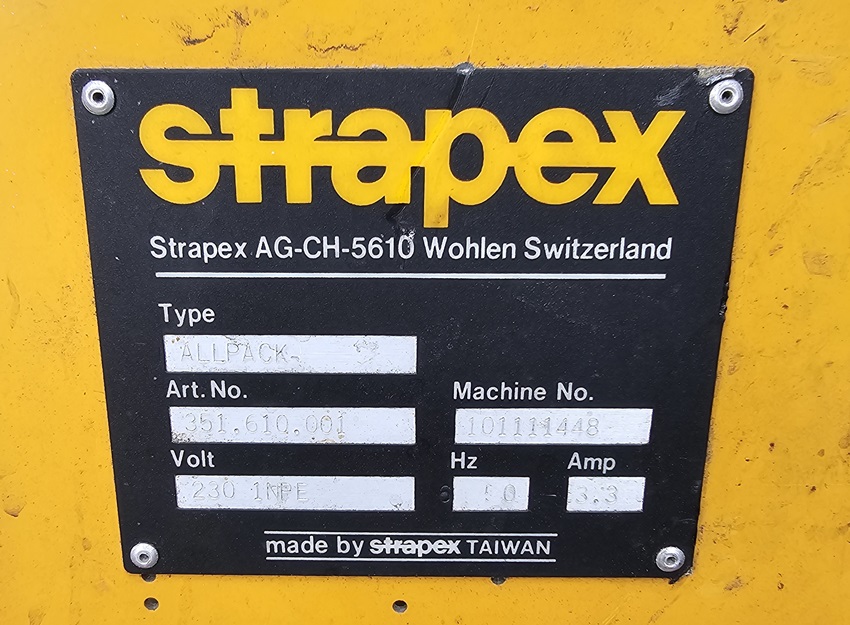 strapex
Strapex AG-CH-5610 Wohlen Switzerland
Type
ALLPACK-
Art.No. Machine No.
351.610.001 101111448
Volt Hz Amp
230 1NPE 50 3.3
made by strapex TAIWAN